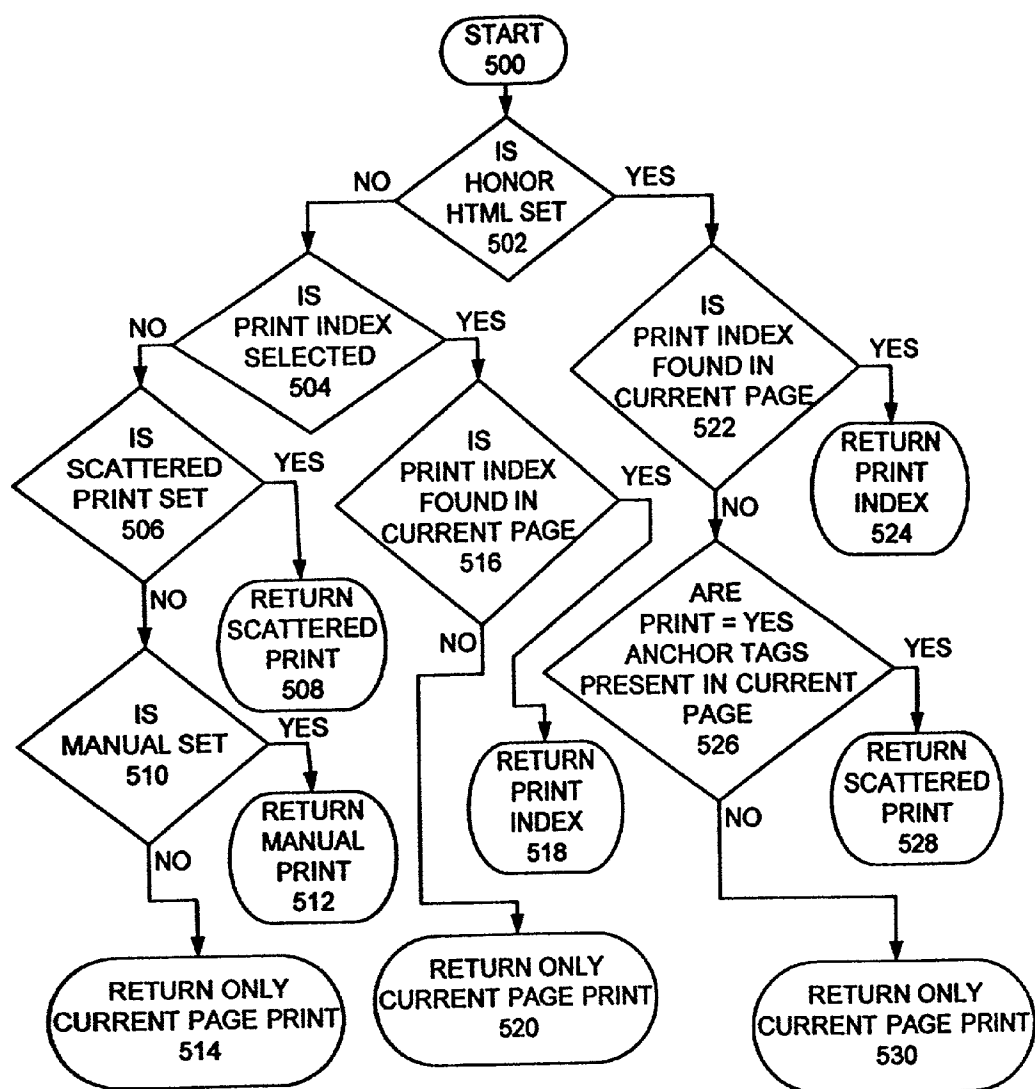 START
500
IS
HONOR
HTML SET
502
NO
YES
IS
PRINT INDEX
SELECTED
504
NO
YES
IS
PRINT INDEX
FOUND IN
CURRENT PAGE
522
YES
RETURN
PRINT
INDEX
524
NO
IS
SCATTERED
PRINT SET
506
YES
RETURN
SCATTERED
PRINT
508
NO
IS
PRINT INDEX
FOUND IN
CURRENT PAGE
516
YES
NO
IS
MANUAL SET
510
YES
RETURN
MANUAL
PRINT
512
NO
RETURN
PRINT
INDEX
518
ARE
PRINT = YES
ANCHOR TAGS
PRESENT IN CURRENT
PAGE
526
YES
RETURN
SCATTERED
PRINT
528
NO
RETURN ONLY
CURRENT PAGE PRINT
514
RETURN ONLY
CURRENT PAGE PRINT
520
RETURN ONLY
CURRENT PAGE PRINT
530